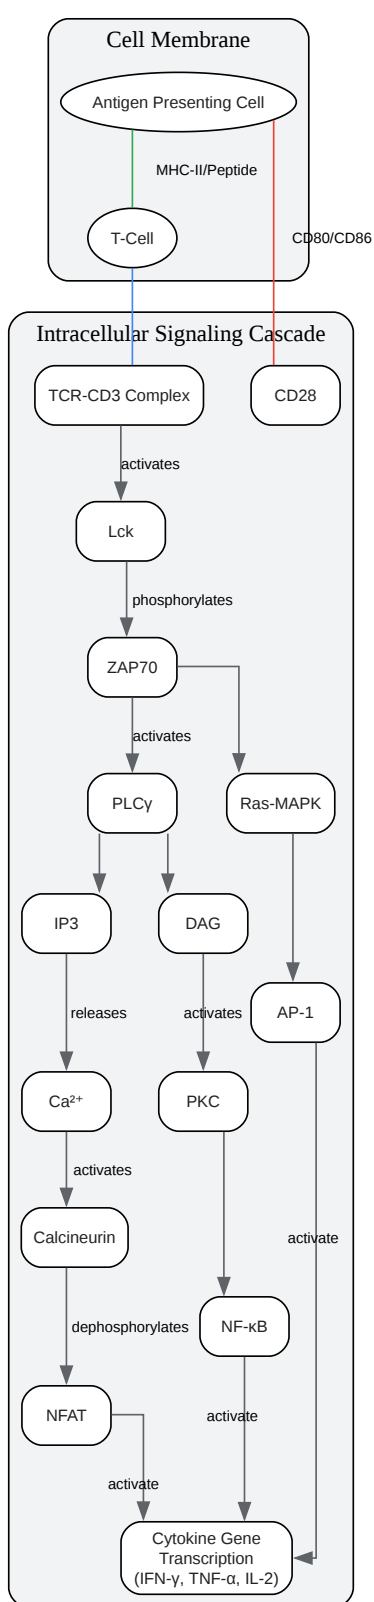 Cell Membrane
Antigen Presenting Cell
MHC-II/Peptide
T-Cell
CD80/CD86
Intracellular Signaling Cascade
TCR-CD3 Complex
CD28
activates
Lck
phosphorylates
ZAP70
activates
PLCγ
Ras-MAPK
IP3
DAG
releases
activates
AP-1
Ca²⁺
PKC
activates
Calcineurin
activate
dephosphorylates
NF-κB
NFAT
activate
activate
Cytokine Gene
Transcription
(IFN-γ, TNF-α, IL-2)